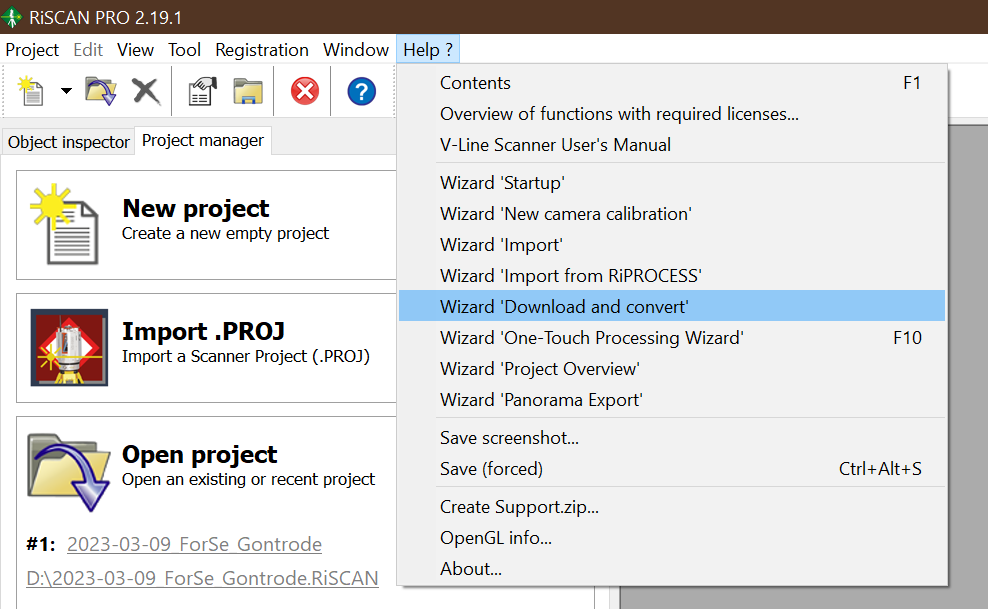 RiSCAN PRO 2.19.1
Project Edit View Tool Registration Window Help ?
Object inspector Project manager
New project
Create a new empty project
Import .PROJ
Import a Scanner Project (.PROJ)
Open project
Open an existing or recent project
#1: 2023-03-09_ForSe_Gontrode
D:\2023-03-09_ForSe_Gontrode.RiSCAN
Contents F1
Overview of functions with required licenses...
V-Line Scanner User's Manual
Wizard 'Startup'
Wizard 'New camera calibration'
Wizard 'Import'
Wizard 'Import from RiPROCESS'
Wizard 'Download and convert'
Wizard 'One-Touch Processing Wizard' F10
Wizard 'Project Overview'
Wizard 'Panorama Export'
Save screenshot...
Save (forced) Ctrl+Alt+S
Create Support.zip...
OpenGL info...
About...